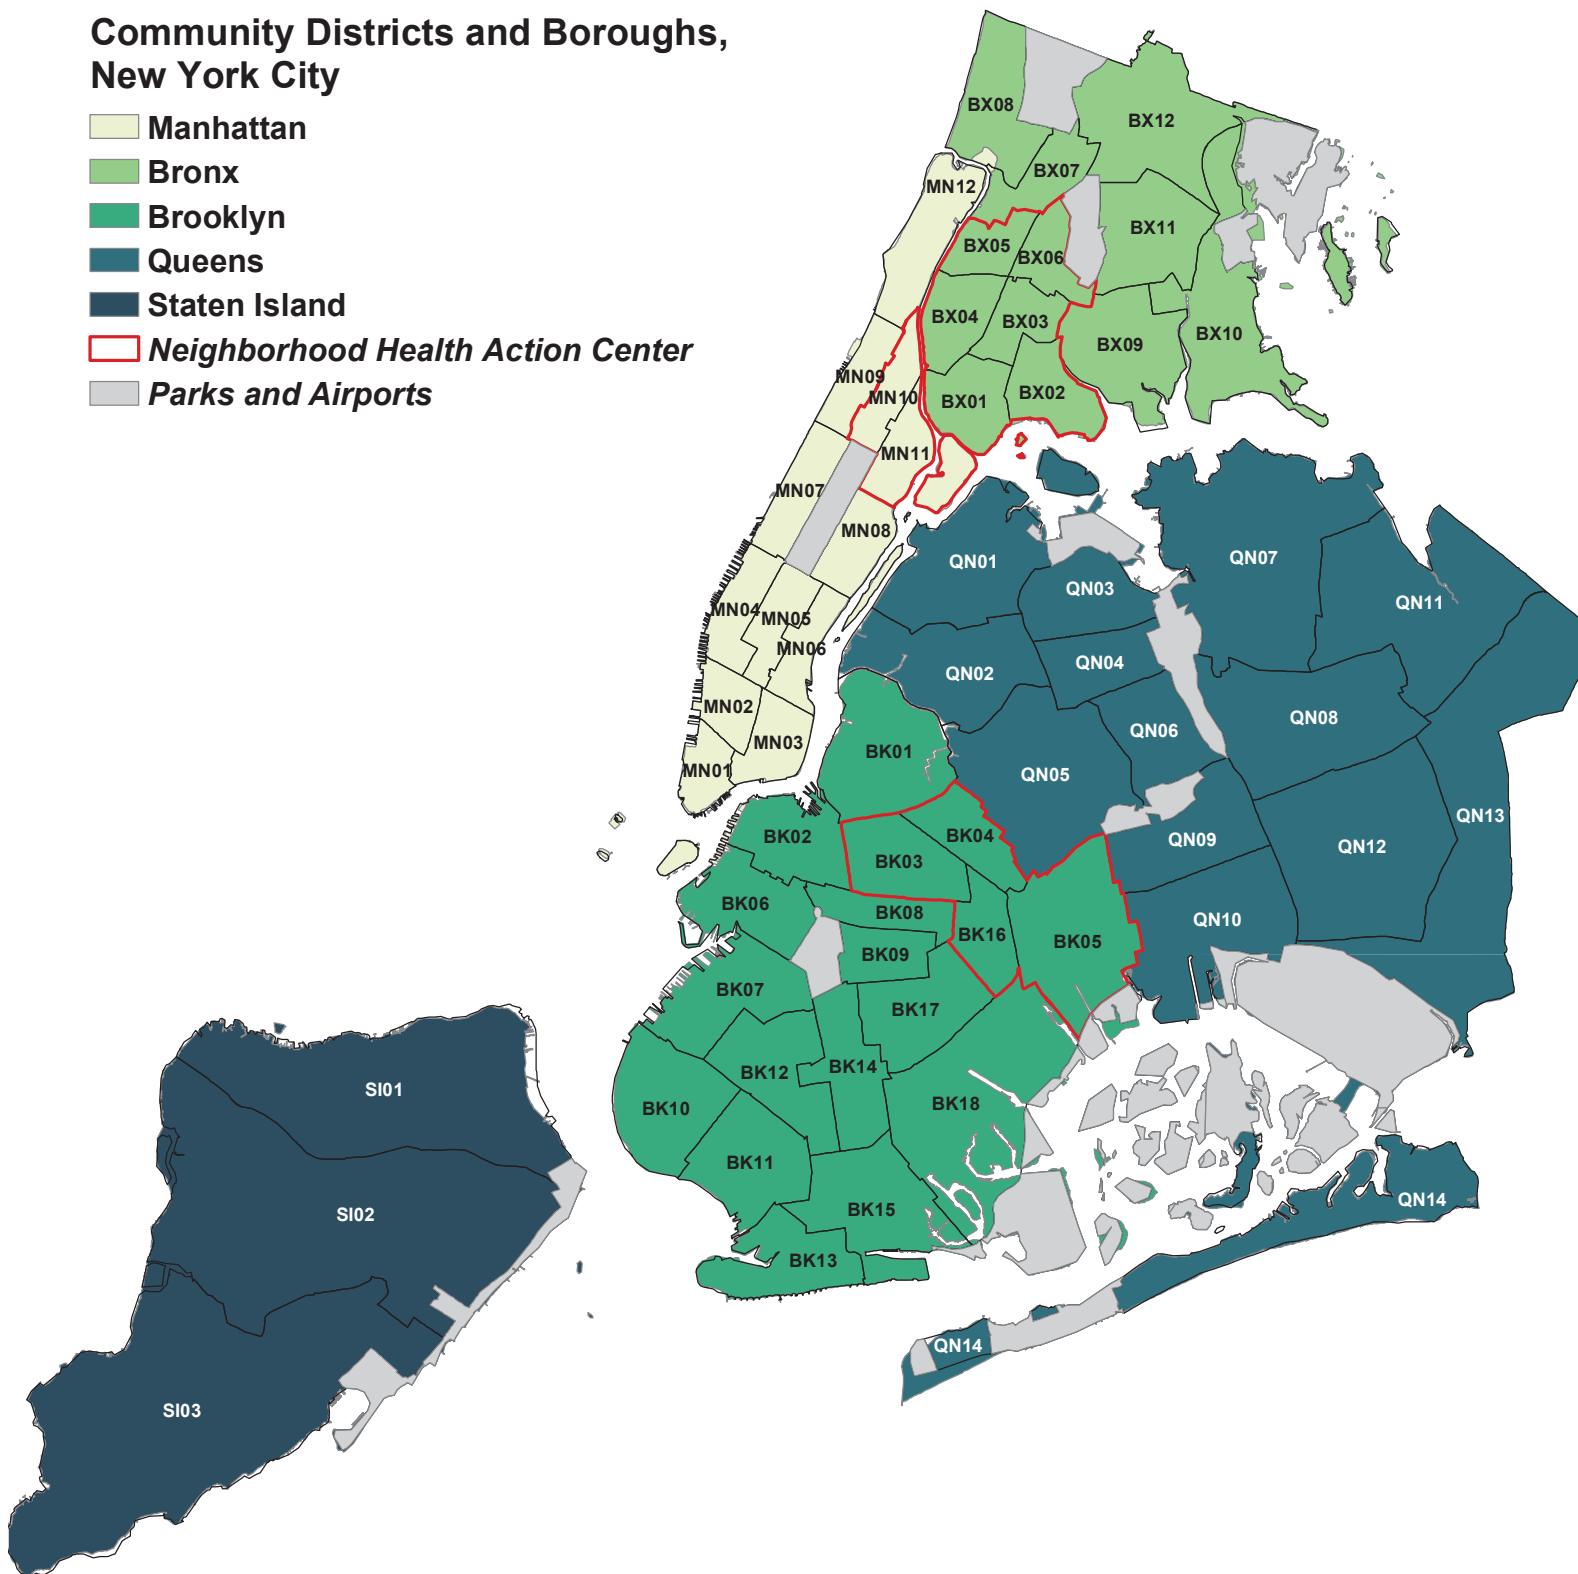 Community Districts and Boroughs,
New York City
Manhattan
Bronx
Brooklyn
Queens
Staten Island
Neighborhood Health Action Center
Parks and Airports
BX08
BX12
BX07
MN12
BX11
BX05
BX06
BX04
BX03
BX10
BX09
MN09
MN10
BX01
BX02
MN11
MN07
MN08
QN01
QN07
QN03
QN11
MN04
MN05
MN06
QN04
QN02
MN02
QN08
QN06
MN03
BK01
MN01
QN05
QN13
BK02
BK04
QN09
QN12
BK03
BK06
BK08
QN10
BK16
BK05
BK09
BK07
BK17
BK14
BK12
SI01
BK18
BK10
BK11
QN14
BK15
SI02
BK13
QN14
SI03